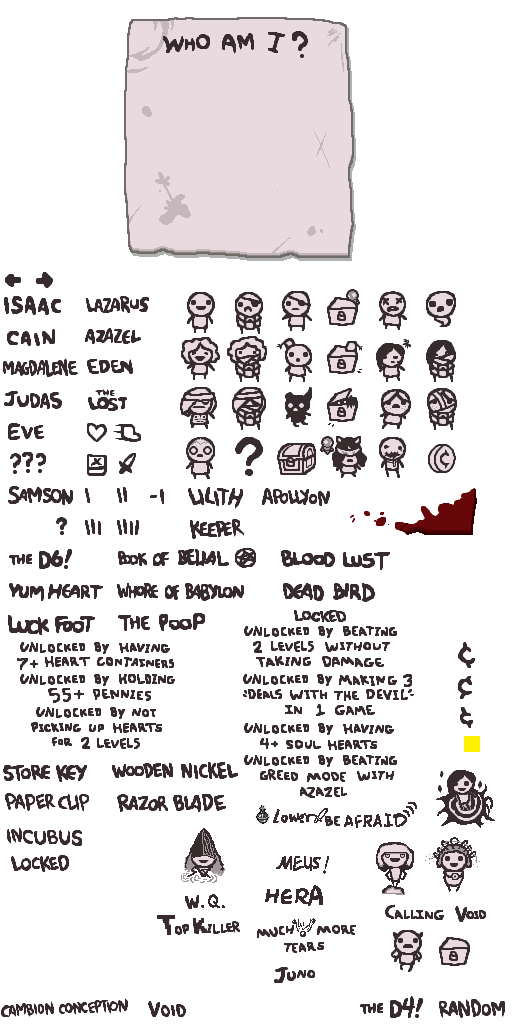 WHO AM I?
ISAAC LAZARUS
CAIN AZAZEL
MAGDALENE EDEN
JUDAS THE LOST
EVE
???
?
SAMSON I II -1 LILITH APOLLYON
? III IIII KEEPER
THE D6! BOOK OF BELIAL BLOOD LUST
YUM HEART WHORE OF BABYLON DEAD BIRD
LUCK FOOT THE POOP
LOCKED
UNLOCKED BY HAVING
7+ HEART CONTAINERS
UNLOCKED BY HOLDING
55+ PENNIES
UNLOCKED BY NOT
PICKING UP HEARTS
FOR 2 LEVELS
UNLOCKED BY BEATING
2 LEVELS WITHOUT
TAKING DAMAGE
UNLOCKED BY MAKING 3
"DEALS WITH THE DEVIL"
IN 1 GAME
UNLOCKED BY HAVING
4+ SOUL HEARTS
UNLOCKED BY BEATING
GREED MODE WITH
AZAZEL
¢
¢
¢
STORE KEY WOODEN NICKEL
PAPER CLIP RAZOR BLADE
Lower BE AFRAID
INCUBUS
LOCKED
MEUS!
W.Q.
HERA
TOP KILLER
CALLING VOID
MUCH MORE
TEARS
JUNO
CAMBION CONCEPTION VOID THE D4! RANDOM